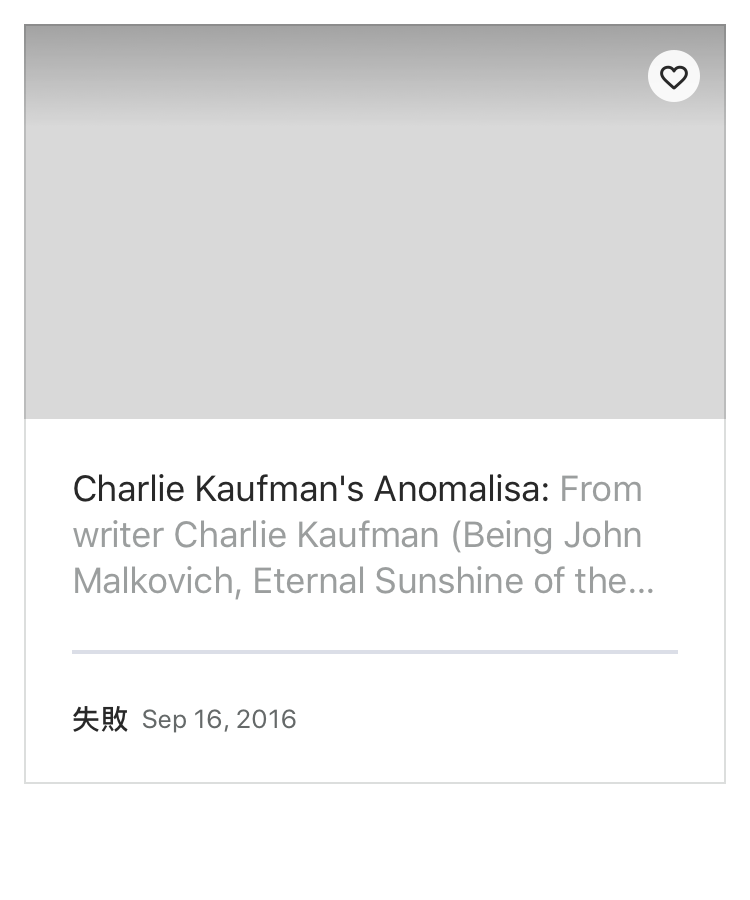 Charlie Kaufman's Anomalisa: From
writer Charlie Kaufman (Being John
Malkovich, Eternal Sunshine of the...
失敗 Sep 16, 2016